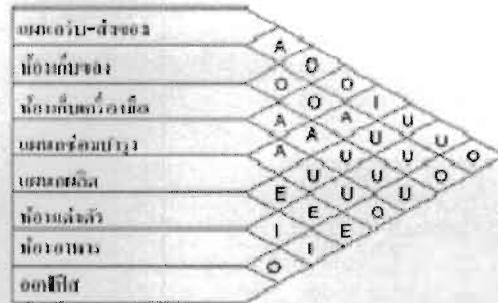 แผนกรับ-ส่งของ
ห้องเก็บของ
ห้องเก็บเครื่องมือ
แผนกซ่อมบำรุง
แผนกผลิต
ห้องแต่งตัว
ห้องอาหาร
ออฟฟิส
A
O
O O
O I
A A U
A U U
A U U O
U U O
E U U
E O
I E
I
O